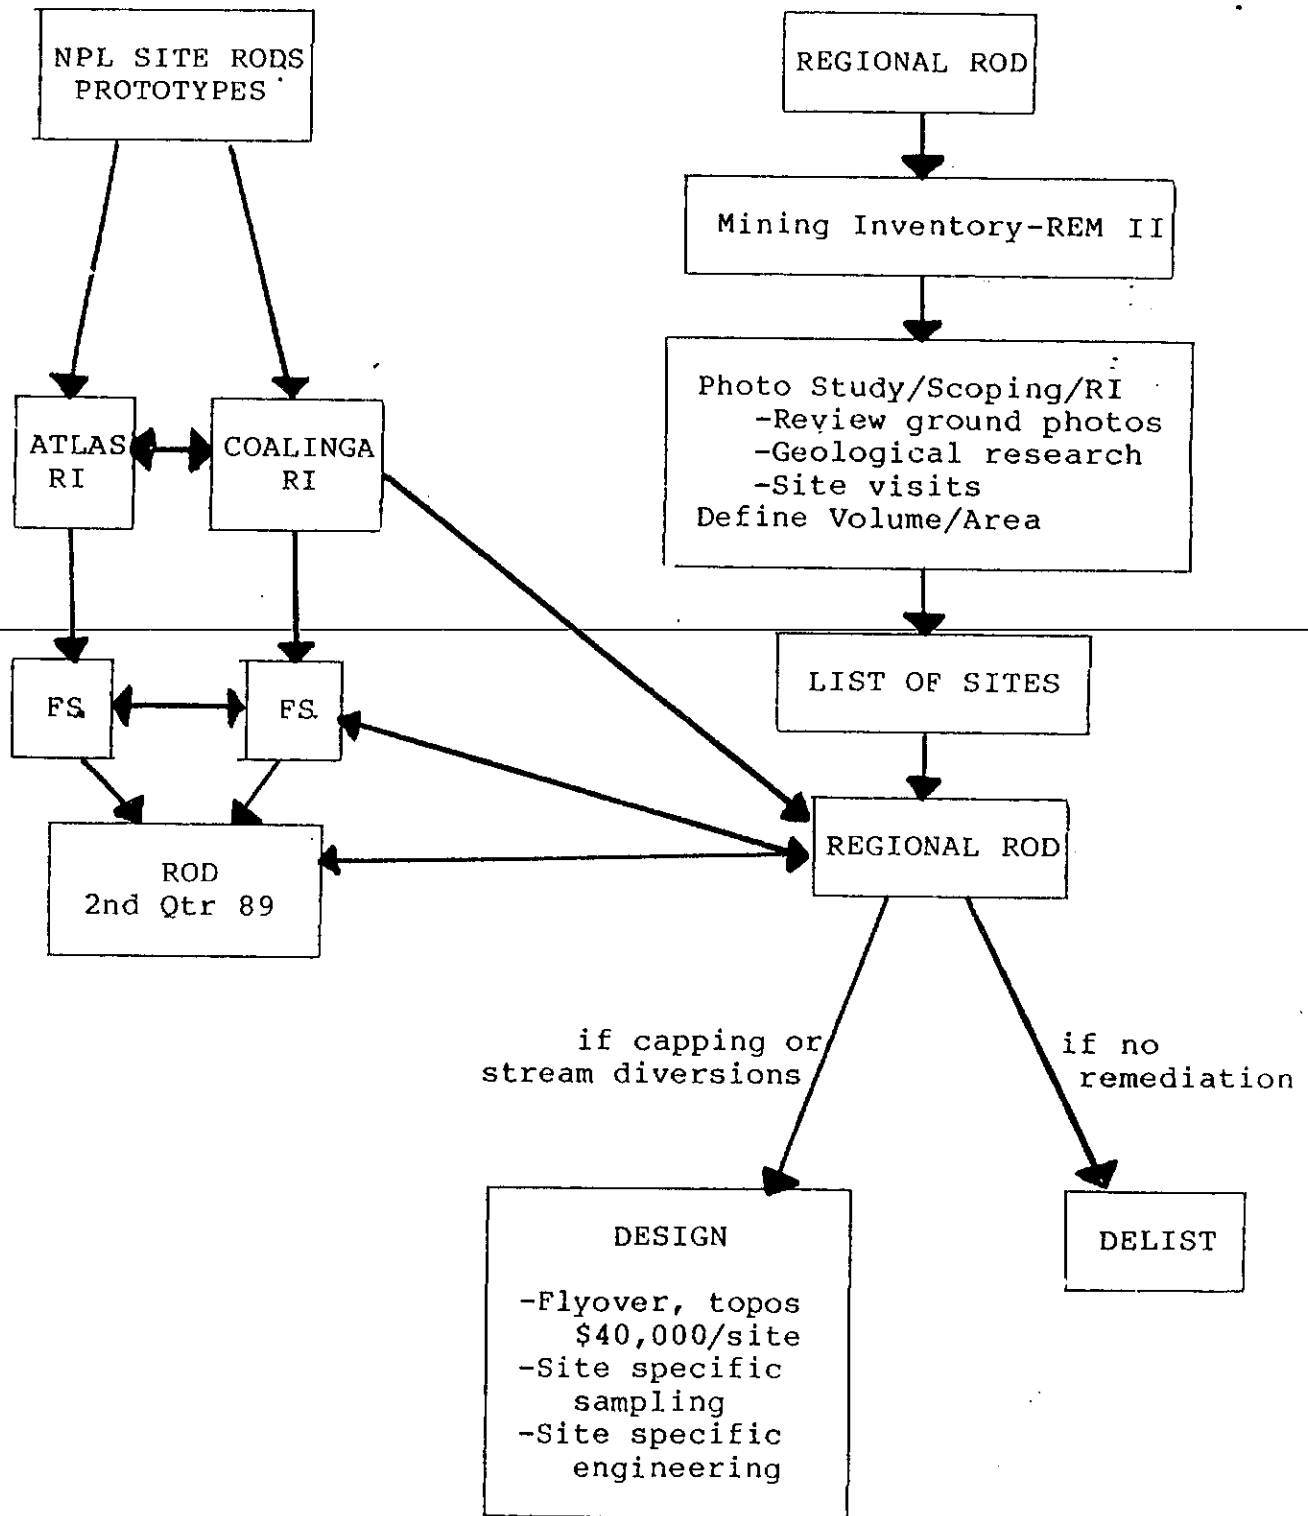 NPL SITE RODS
PROTOTYPES
REGIONAL ROD
Mining Inventory-REM II
Photo Study/Scoping/RI
-Review ground photos
-Geological research
-Site visits
Define Volume/Area
ATLAS
RI
COALINGA
RI
FS
FS
LIST OF SITES
ROD
2nd Qtr 89
REGIONAL ROD
if capping or
stream diversions
if no
remediation
DESIGN
-Flyover, topos
$40,000/site
-Site specific
sampling
-Site specific
engineering
DELIST